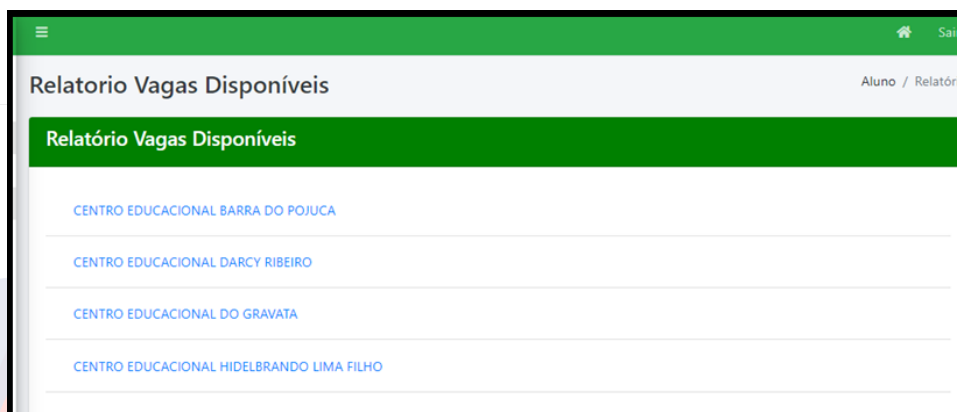 Relatorio Vagas Disponíveis
Aluno /
Relatório Vagas Disponíveis
CENTRO EDUCACIONAL BARRA DO POJUCA
CENTRO EDUCACIONAL DARCY RIBEIRO
CENTRO EDUCACIONAL DO GRAVATA
CENTRO EDUCACIONAL HIDELBRANDO LIMA FILHO